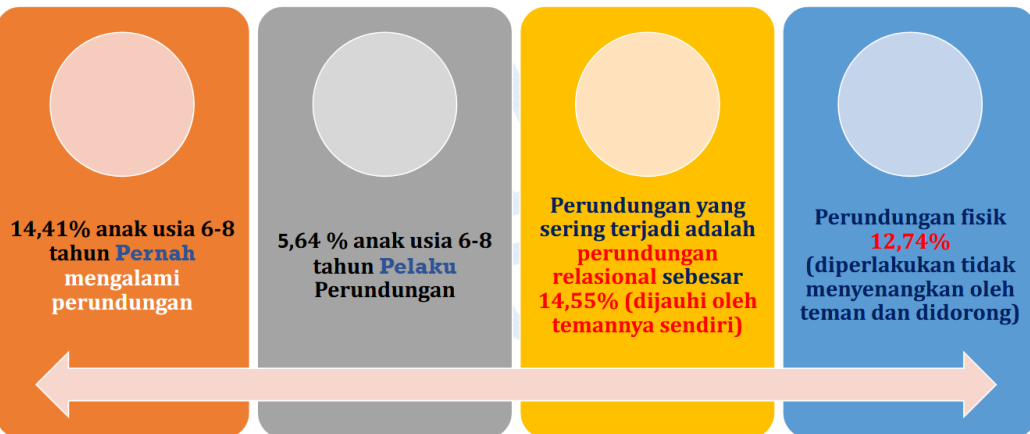 14,41% anak usia 6-8
tahun Pernah
mengalami
perundungan
5,64 % anak usia 6-8
tahun Pelaku
Perundungan
Perundungan yang
sering terjadi adalah
perundungan
relasional sebesar
14,55% (dijauhi oleh
temannya sendiri)
Perundungan fisik
12,74%
(diperlakukan tidak
menyenangkan oleh
teman dan didorong)